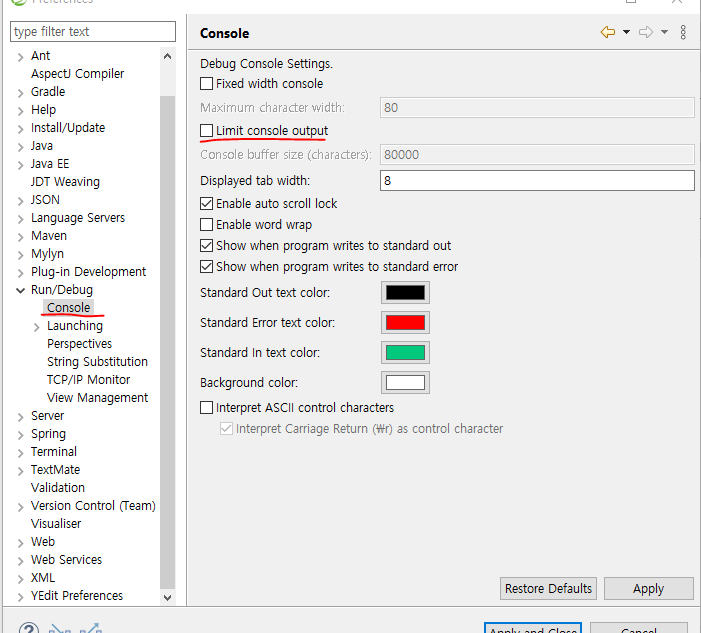 Preferences
type filter text
Console
Ant
AspectJ Compiler
Gradle
Help
Install/Update
Java
Java EE
JDT Weaving
JSON
Language Servers
Maven
Mylyn
Plug-in Development
Run/Debug
Console
Launching
Perspectives
String Substitution
TCP/IP Monitor
View Management
Server
Spring
Terminal
TextMate
Validation
Version Control (Team)
Visualiser
Web
Web Services
XML
YEdit Preferences
Debug Console Settings.
Fixed width console
Maximum character width: 80
Limit console output
Console buffer size (characters): 80000
Displayed tab width: 8
Enable auto scroll lock
Enable word wrap
Show when program writes to standard out
Show when program writes to standard error
Standard Out text color:
Standard Error text color:
Standard In text color:
Background color:
Interpret ASCII control characters
Interpret Carriage Return (₩r) as control character
Restore Defaults Apply
Apply and Close Cancel